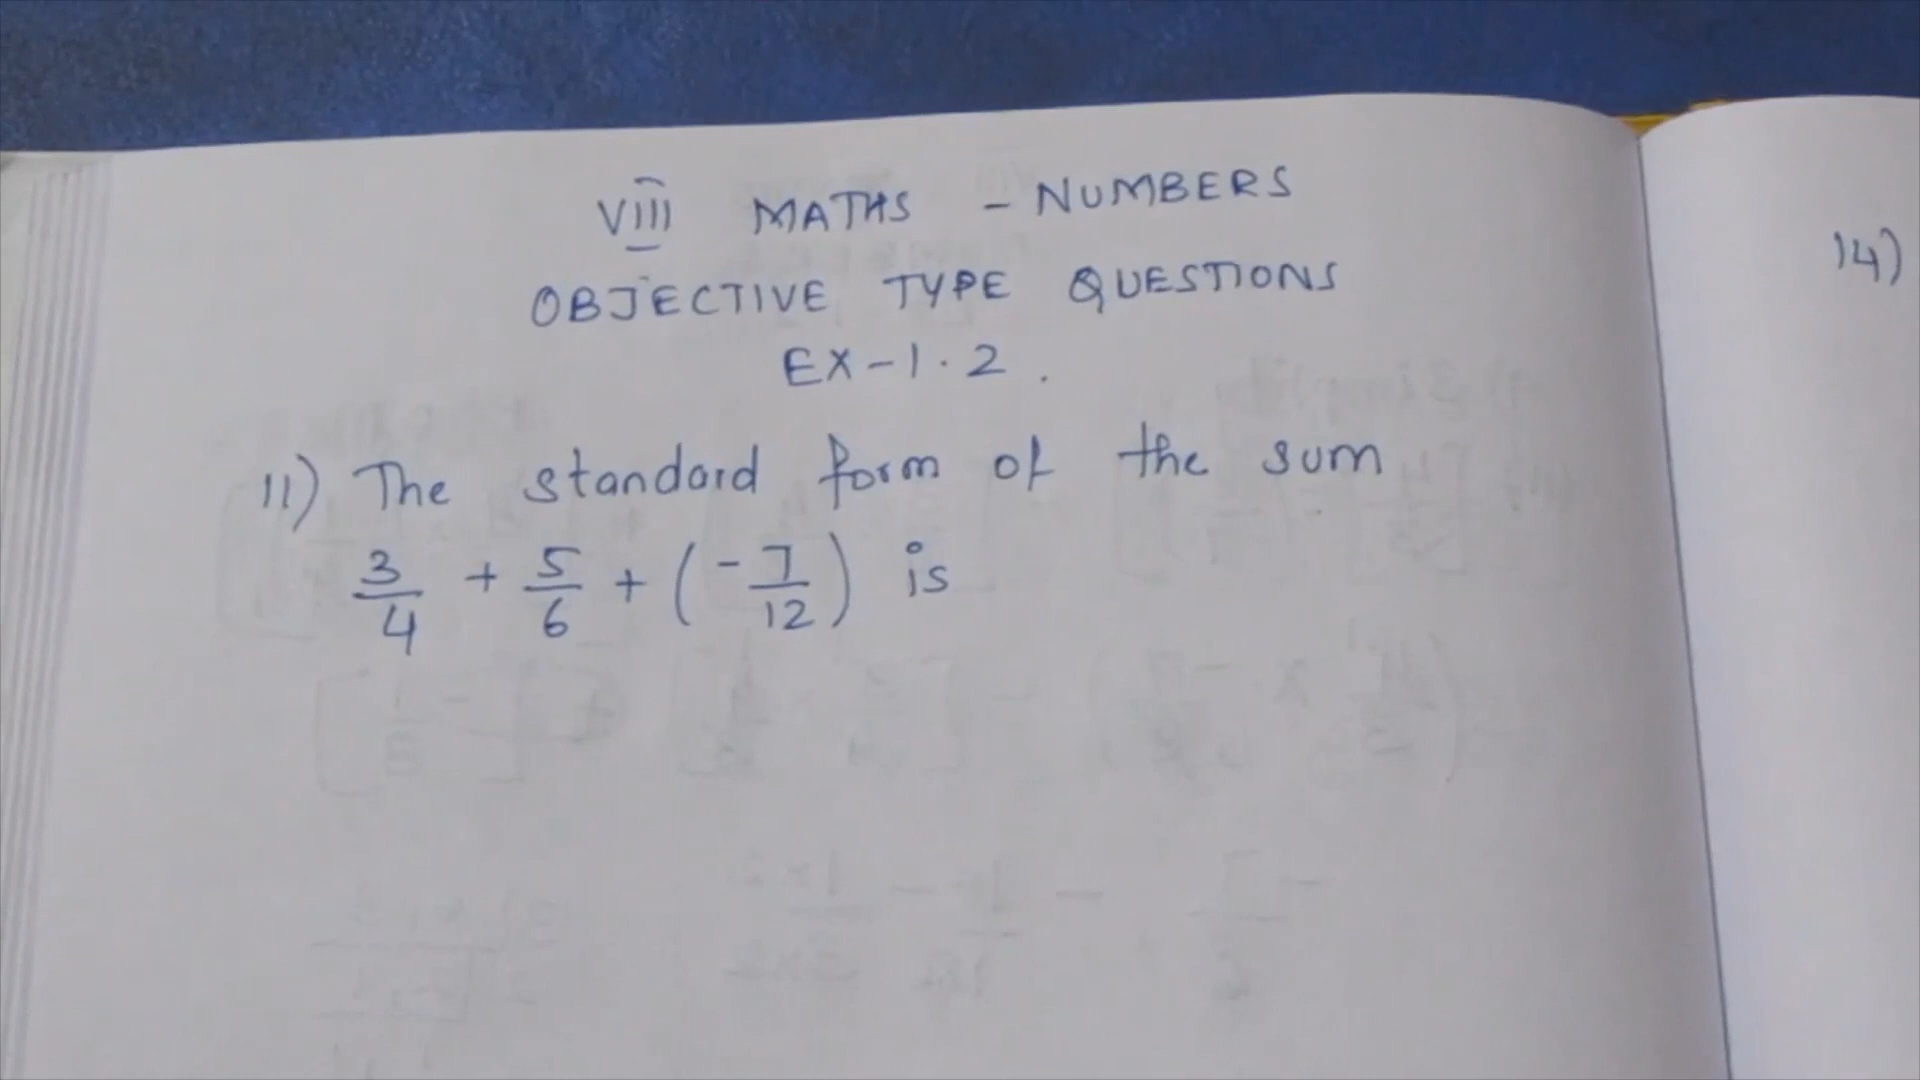 VIII MATHS - NUMBERS
OBJECTIVE TYPE QUESTIONS
EX-1.2.
11) The standard form of the sum
3/4 + 5/6 + (-7/12) is
14)